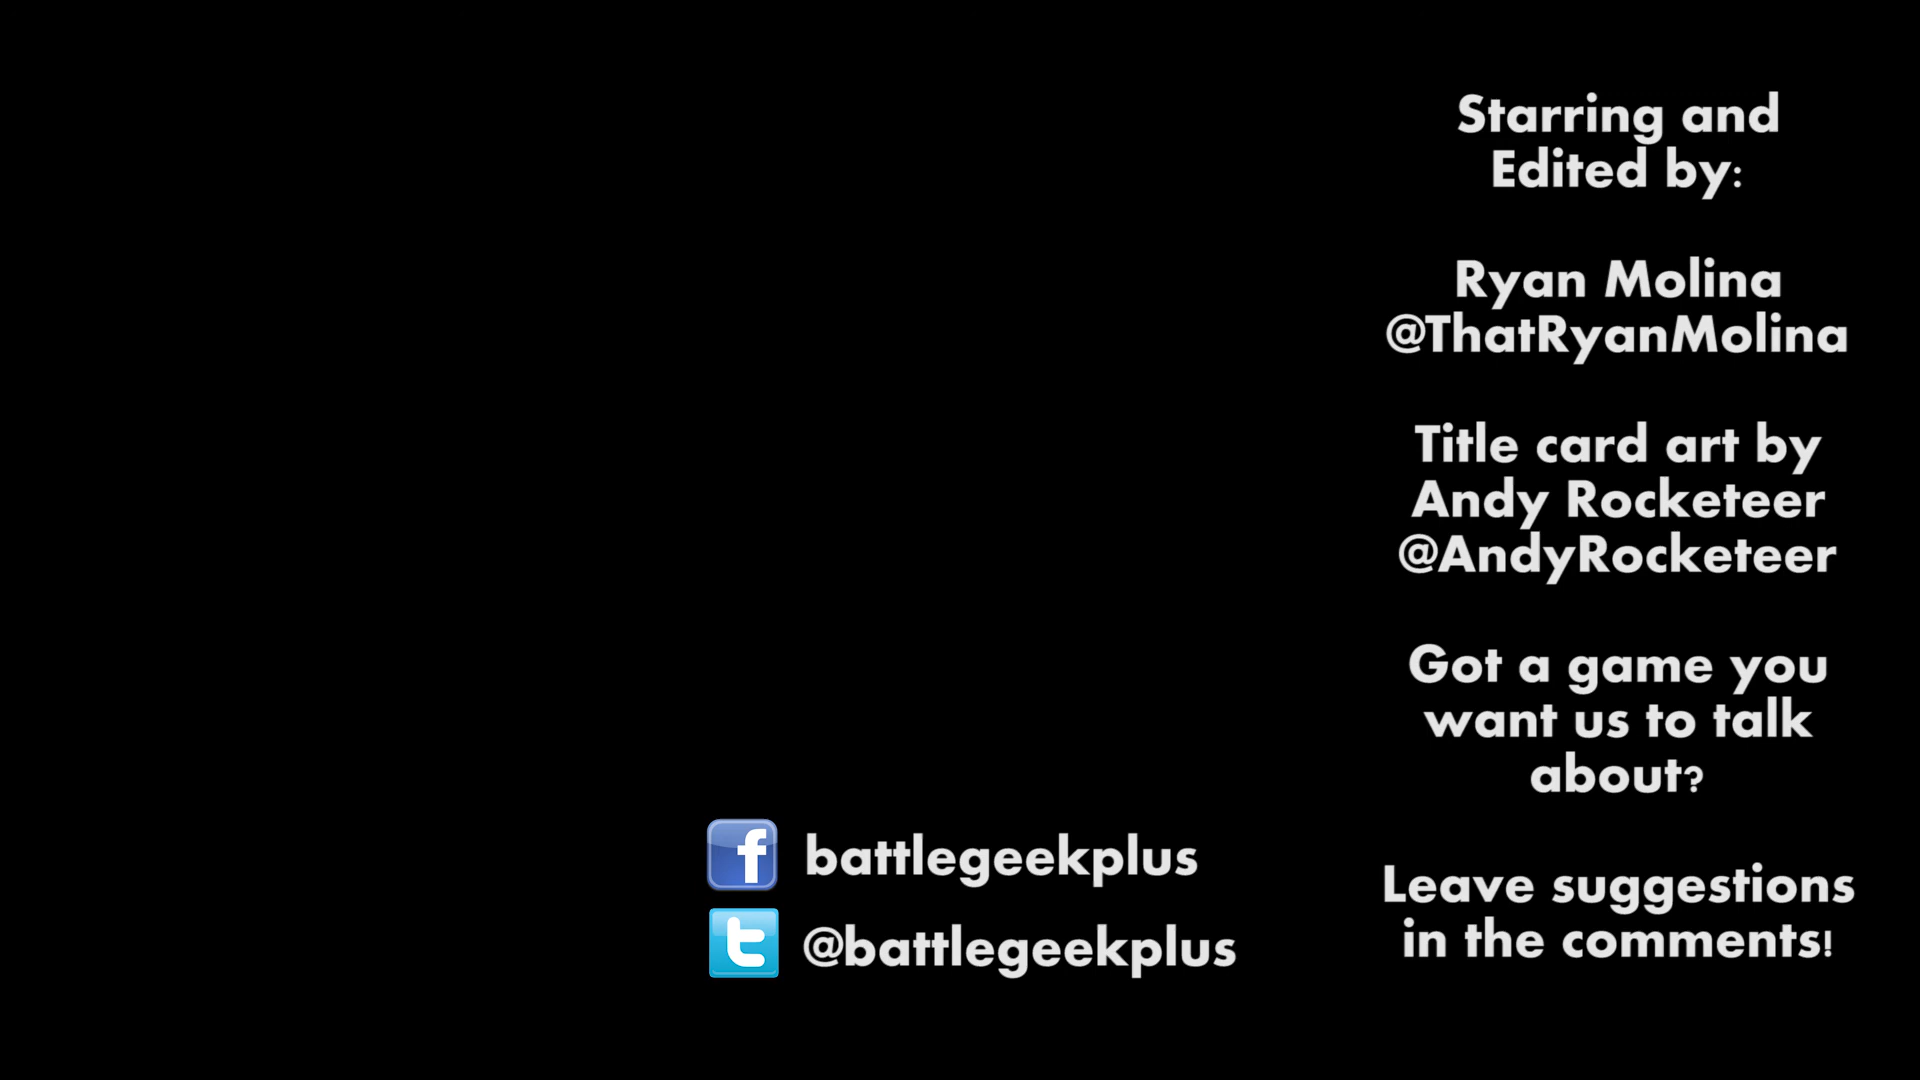 Starring and
Edited by:
Ryan Molina
@ThatRyanMolina
Title card art by
Andy Rocketeer
@AndyRocketeer
Got a game you
want us to talk
about?
Leave suggestions
in the comments!
battlegeekplus
@battlegeekplus